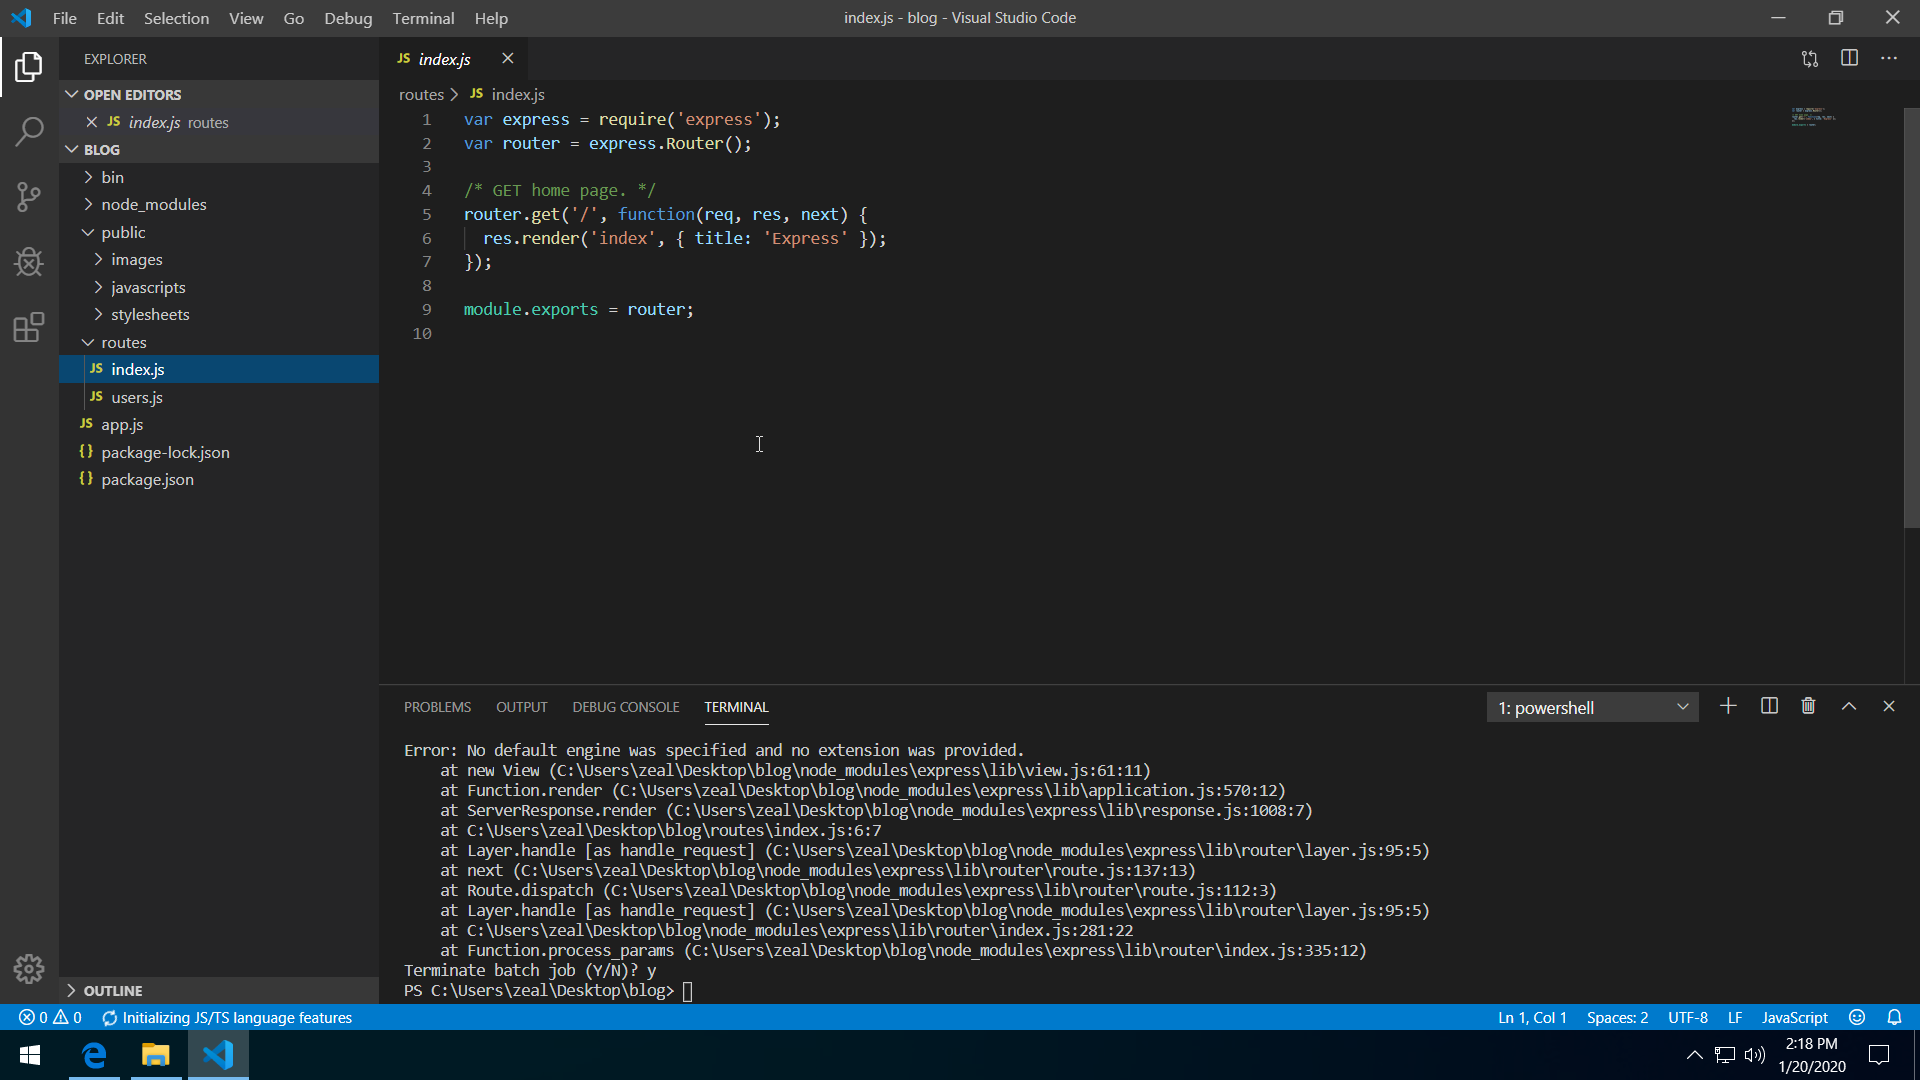 File Edit Selection View Go Debug Terminal Help
index.js - blog - Visual Studio Code
EXPLORER
OPEN EDITORS
JS index.js routes
BLOG
bin
node_modules
public
images
javascripts
stylesheets
routes
JS index.js
JS users.js
JS app.js
{} package-lock.json
{} package.json
OUTLINE
JS index.js
routes > JS index.js
1 var express = require('express');
2 var router = express.Router();
3
4 /* GET home page. */
5 router.get('/', function(req, res, next) {
6   res.render('index', { title: 'Express' });
7 });
8
9 module.exports = router;
10
PROBLEMS OUTPUT DEBUG CONSOLE TERMINAL
1: powershell
Error: No default engine was specified and no extension was provided.
    at new View (C:\Users\zeal\Desktop\blog\node_modules\express\lib\view.js:61:11)
    at Function.render (C:\Users\zeal\Desktop\blog\node_modules\express\lib\application.js:570:12)
    at ServerResponse.render (C:\Users\zeal\Desktop\blog\node_modules\express\lib\response.js:1008:7)
    at C:\Users\zeal\Desktop\blog\routes\index.js:6:7
    at Layer.handle [as handle_request] (C:\Users\zeal\Desktop\blog\node_modules\express\lib\router\layer.js:95:5)
    at next (C:\Users\zeal\Desktop\blog\node_modules\express\lib\router\route.js:137:13)
    at Route.dispatch (C:\Users\zeal\Desktop\blog\node_modules\express\lib\router\route.js:112:3)
    at Layer.handle [as handle_request] (C:\Users\zeal\Desktop\blog\node_modules\express\lib\router\layer.js:95:5)
    at C:\Users\zeal\Desktop\blog\node_modules\express\lib\router\index.js:281:22
    at Function.process_params (C:\Users\zeal\Desktop\blog\node_modules\express\lib\router\index.js:335:12)
Terminate batch job (Y/N)? y
PS C:\Users\zeal\Desktop\blog>
0 0 Initializing JS/TS language features
Ln 1, Col 1 Spaces: 2 UTF-8 LF JavaScript
2:18 PM
1/20/2020